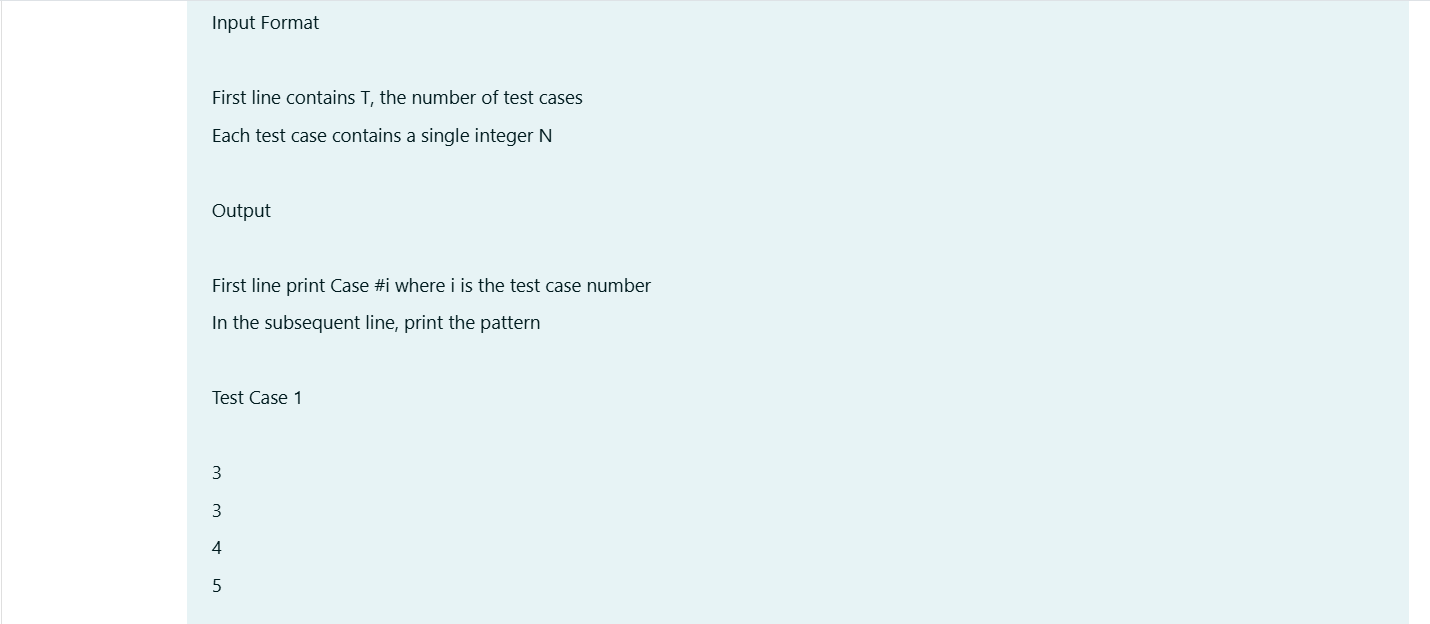 Input Format
First line contains T, the number of test cases
Each test case contains a single integer N
Output
First line print Case #i where i is the test case number
In the subsequent line, print the pattern
Test Case 1
3
3
4
5